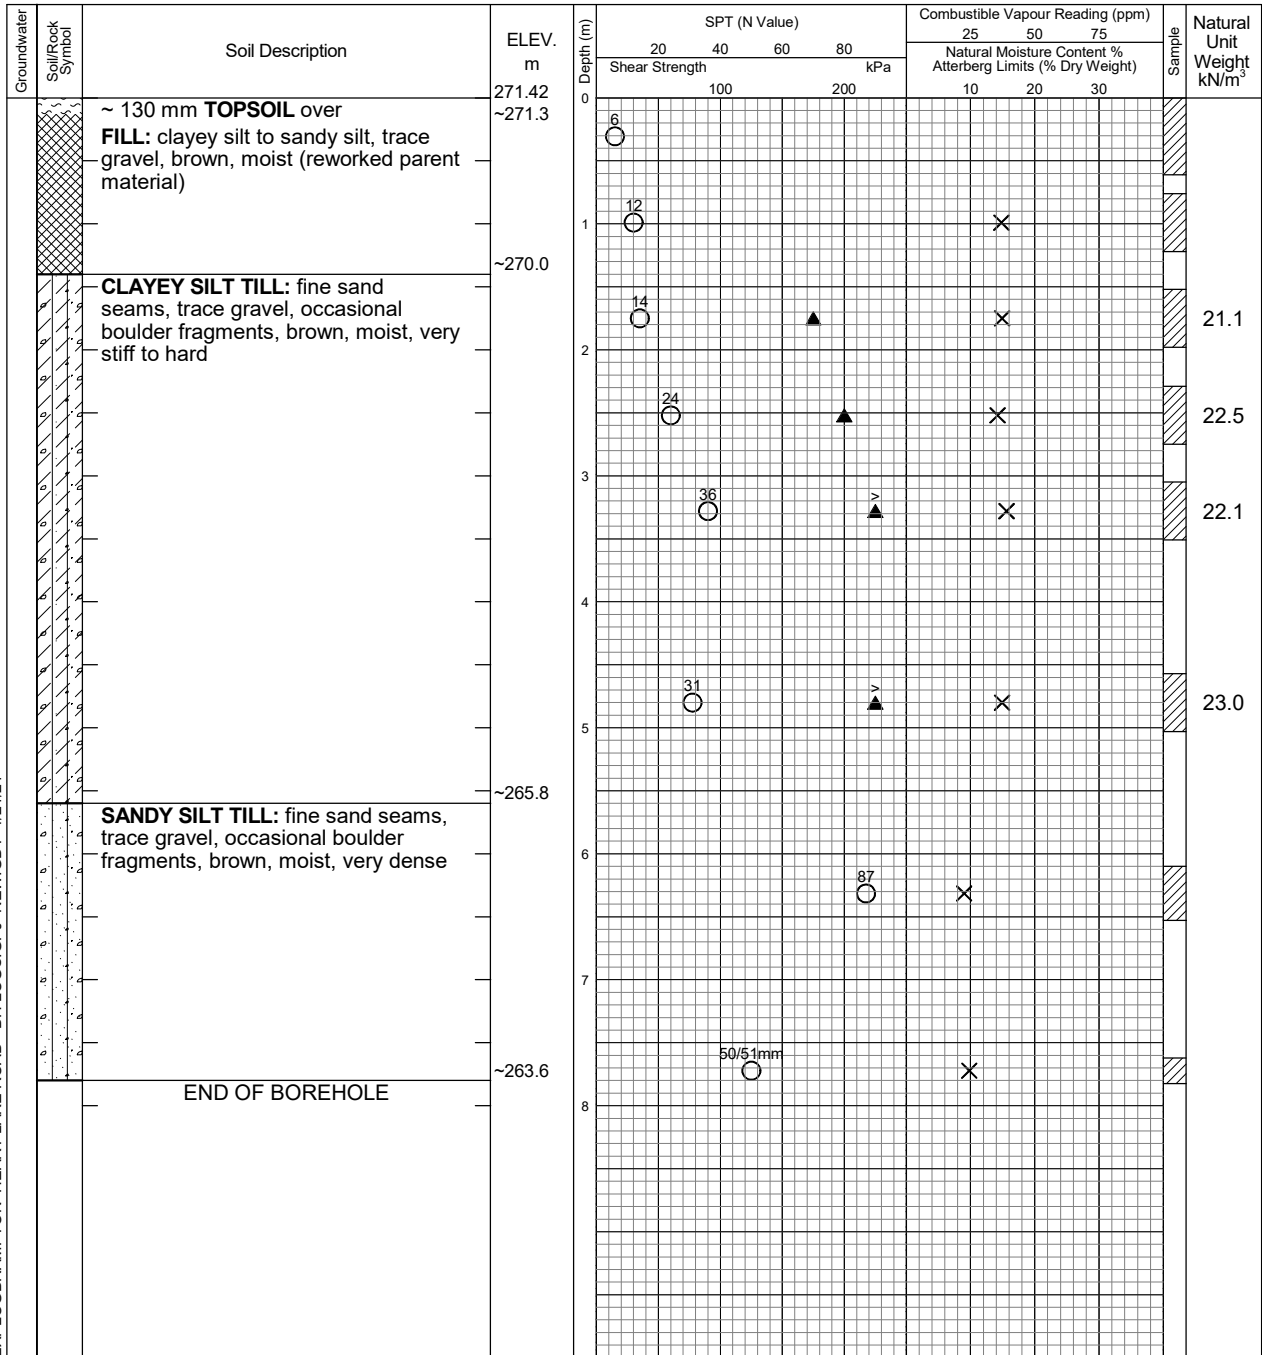 Groundwater
Soil/Rock
Symbol
Soil Description
ELEV.
m
Depth (m)
SPT (N Value)
20 40 60 80
Shear Strength kPa
100 200
Combustible Vapour Reading (ppm)
25 50 75
Natural Moisture Content %
Atterberg Limits (% Dry Weight)
10 20 30
Sample
Natural
Unit
Weight
kN/m³
271.42
0
~ 130 mm TOPSOIL over
~271.3
FILL: clayey silt to sandy silt, trace
gravel, brown, moist (reworked parent
material)
6
12
1
~270.0
CLAYEY SILT TILL: fine sand
seams, trace gravel, occasional
boulder fragments, brown, moist, very
stiff to hard
14
21.1
2
24
22.5
3
36
>
22.1
4
31
>
23.0
5
~265.8
SANDY SILT TILL: fine sand seams,
trace gravel, occasional boulder
fragments, brown, moist, very dense
6
87
7
50/51mm
~263.6
END OF BOREHOLE
8